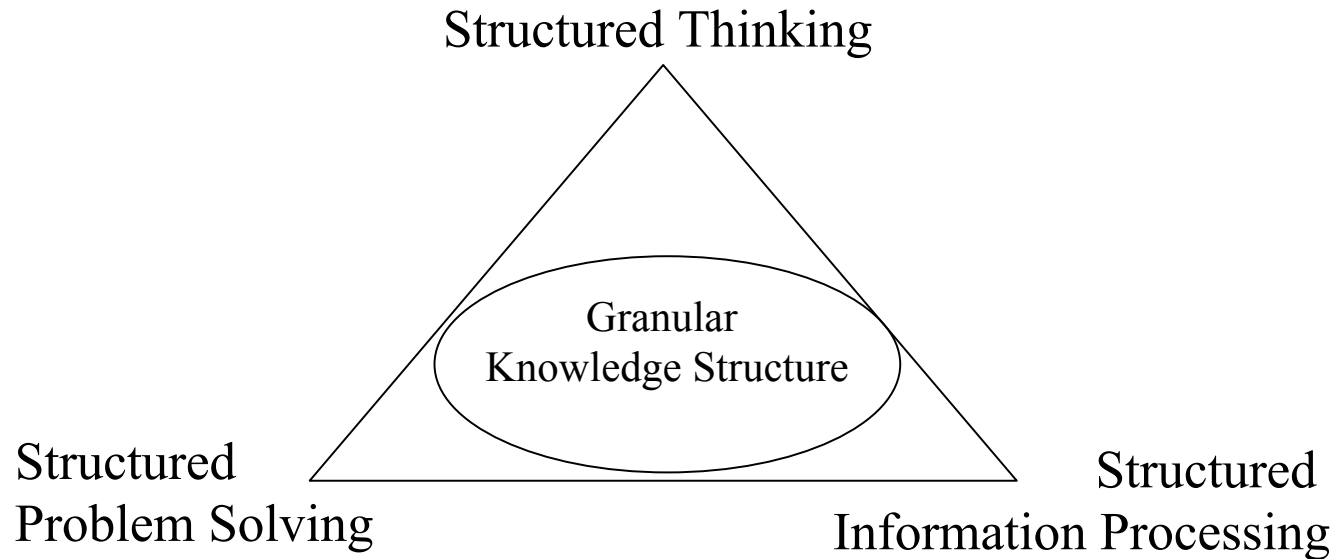 Structured Thinking
Granular
Knowledge Structure
Structured
Problem Solving
Structured
Information Processing